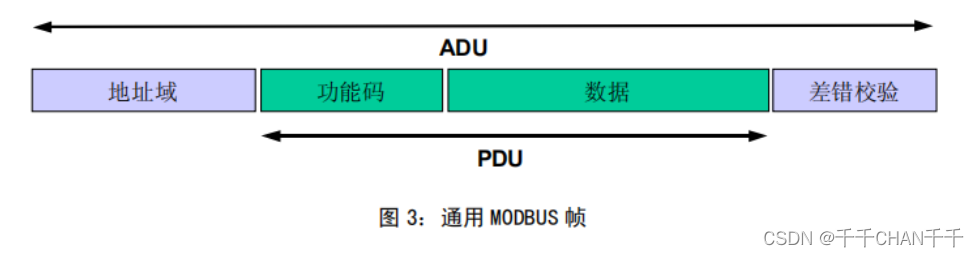 ADU
地址域 功能码 数据 差错校验
PDU
图 3：通用 MODBUS 帧
CSDN @千千CHAN千千